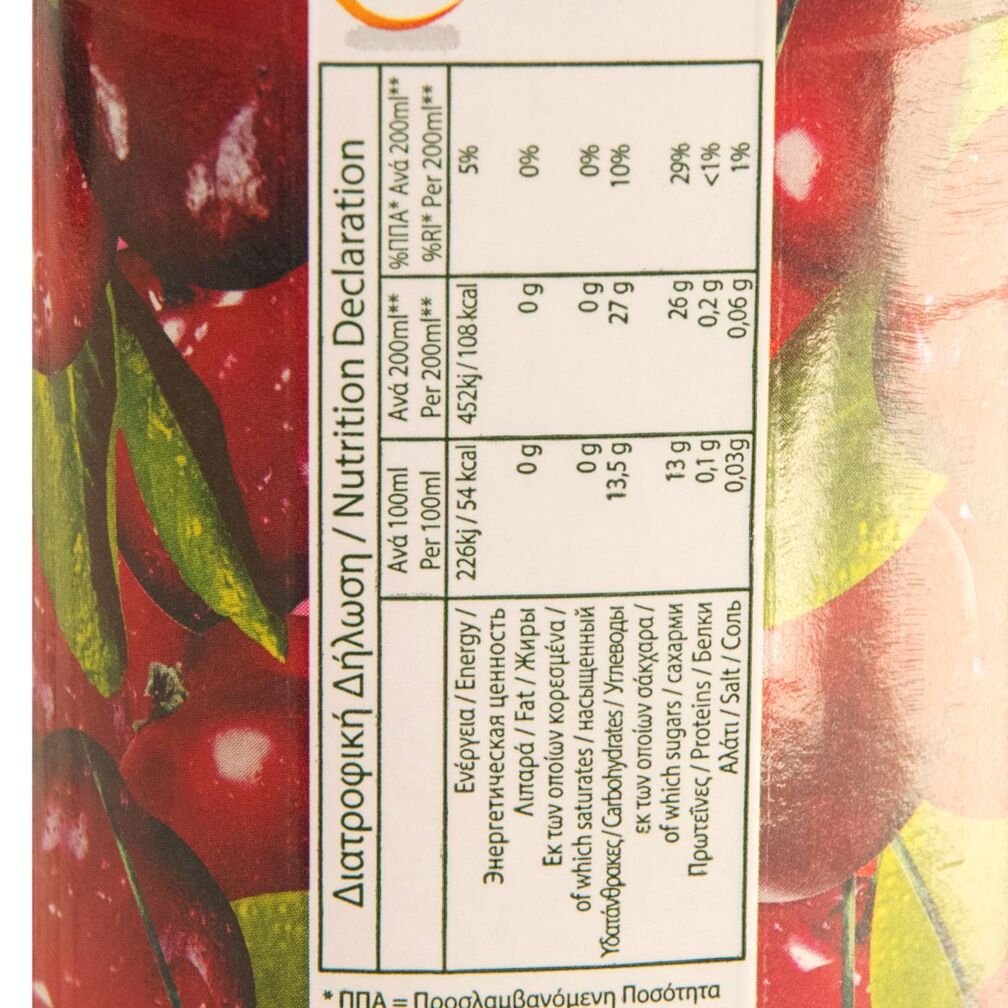 Διατροφική Δήλωση / Nutrition Declaration
Ανά 100ml Ανά 200ml** %ΠΠΑ* Ανά 200ml**
Per 100ml Per 200ml** %RI* Per 200ml**
Ενέργεια / Energy / 226kj / 54 kcal 452kj / 108 kcal 5%
Энергетическая ценность
Λιπαρά / Fat / Жиры 0 g 0 g 0%
Εκ των οποίων κορεσμένα /
of which saturates / насыщенный 0 g 0 g 0%
Υδατάνθρακες / Carbohydrates / Углеводы 13,5 g 27 g 10%
εκ των οποίων σάκχαρα /
of which sugars / сахарми 13 g 26 g 29%
Πρωτεΐνες / Proteins / Белки 0,1 g 0,2 g <1%
Αλάτι / Salt / Соль 0,03g 0,06 g 1%
* ΠΠΑ = Προσλαμβανόμενη Ποσότητα